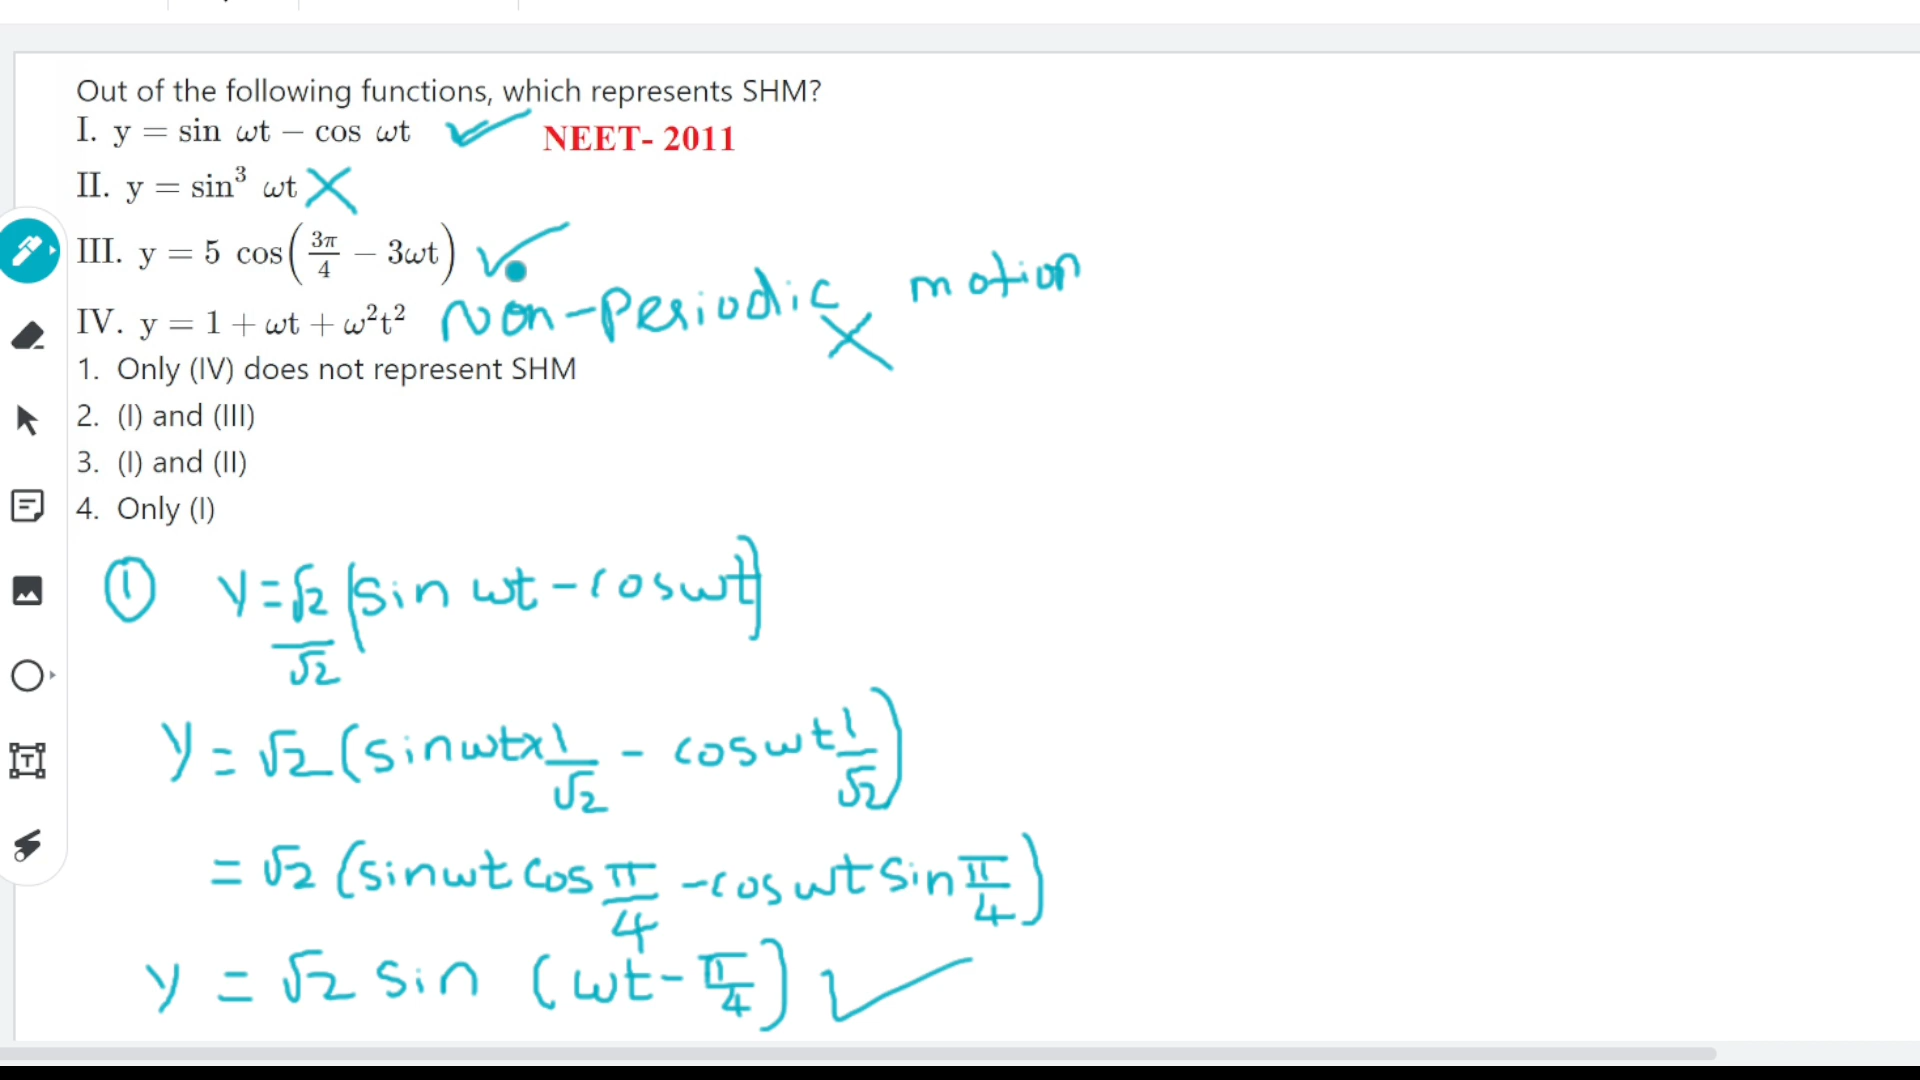 Out of the following functions, which represents SHM?
I. y = sin ωt − cos ωt ✓ NEET- 2011
II. y = sin³ ωt ✗
III. y = 5 cos(3π/4 − 3ωt) ✓
IV. y = 1 + ωt + ω²t² Non-periodic motion ✗
1. Only (IV) does not represent SHM
2. (I) and (III)
3. (I) and (II)
4. Only (I)
① y = √2/√2 [sin ωt − cos ωt]
y = √2 (sin ωt x 1/√2 − cos ωt 1/√2)
= √2 (sin ωt cos π/4 − cos ωt sin π/4)
y = √2 sin (ωt − π/4) ✓